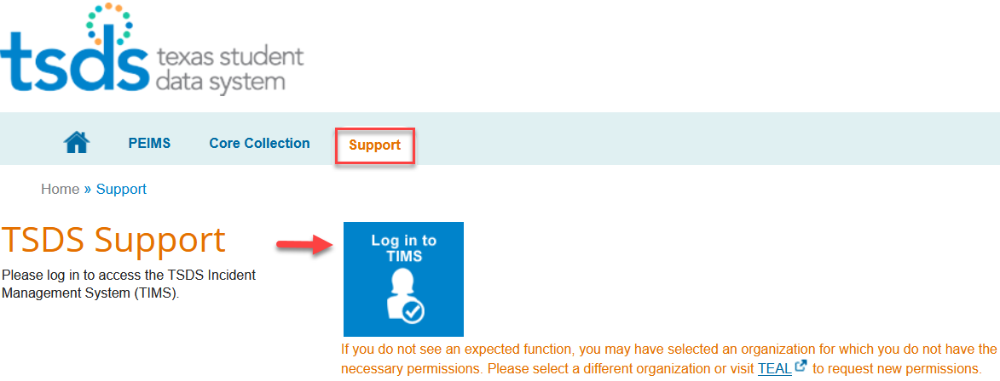 tsds texas student
data system
PEIMS Core Collection Support
Home » Support
TSDS Support
Please log in to access the TSDS Incident
Management System (TIMS).
Log in to
TIMS
If you do not see an expected function, you may have selected an organization for which you do not have the
necessary permissions. Please select a different organization or visit TEAL to request new permissions.